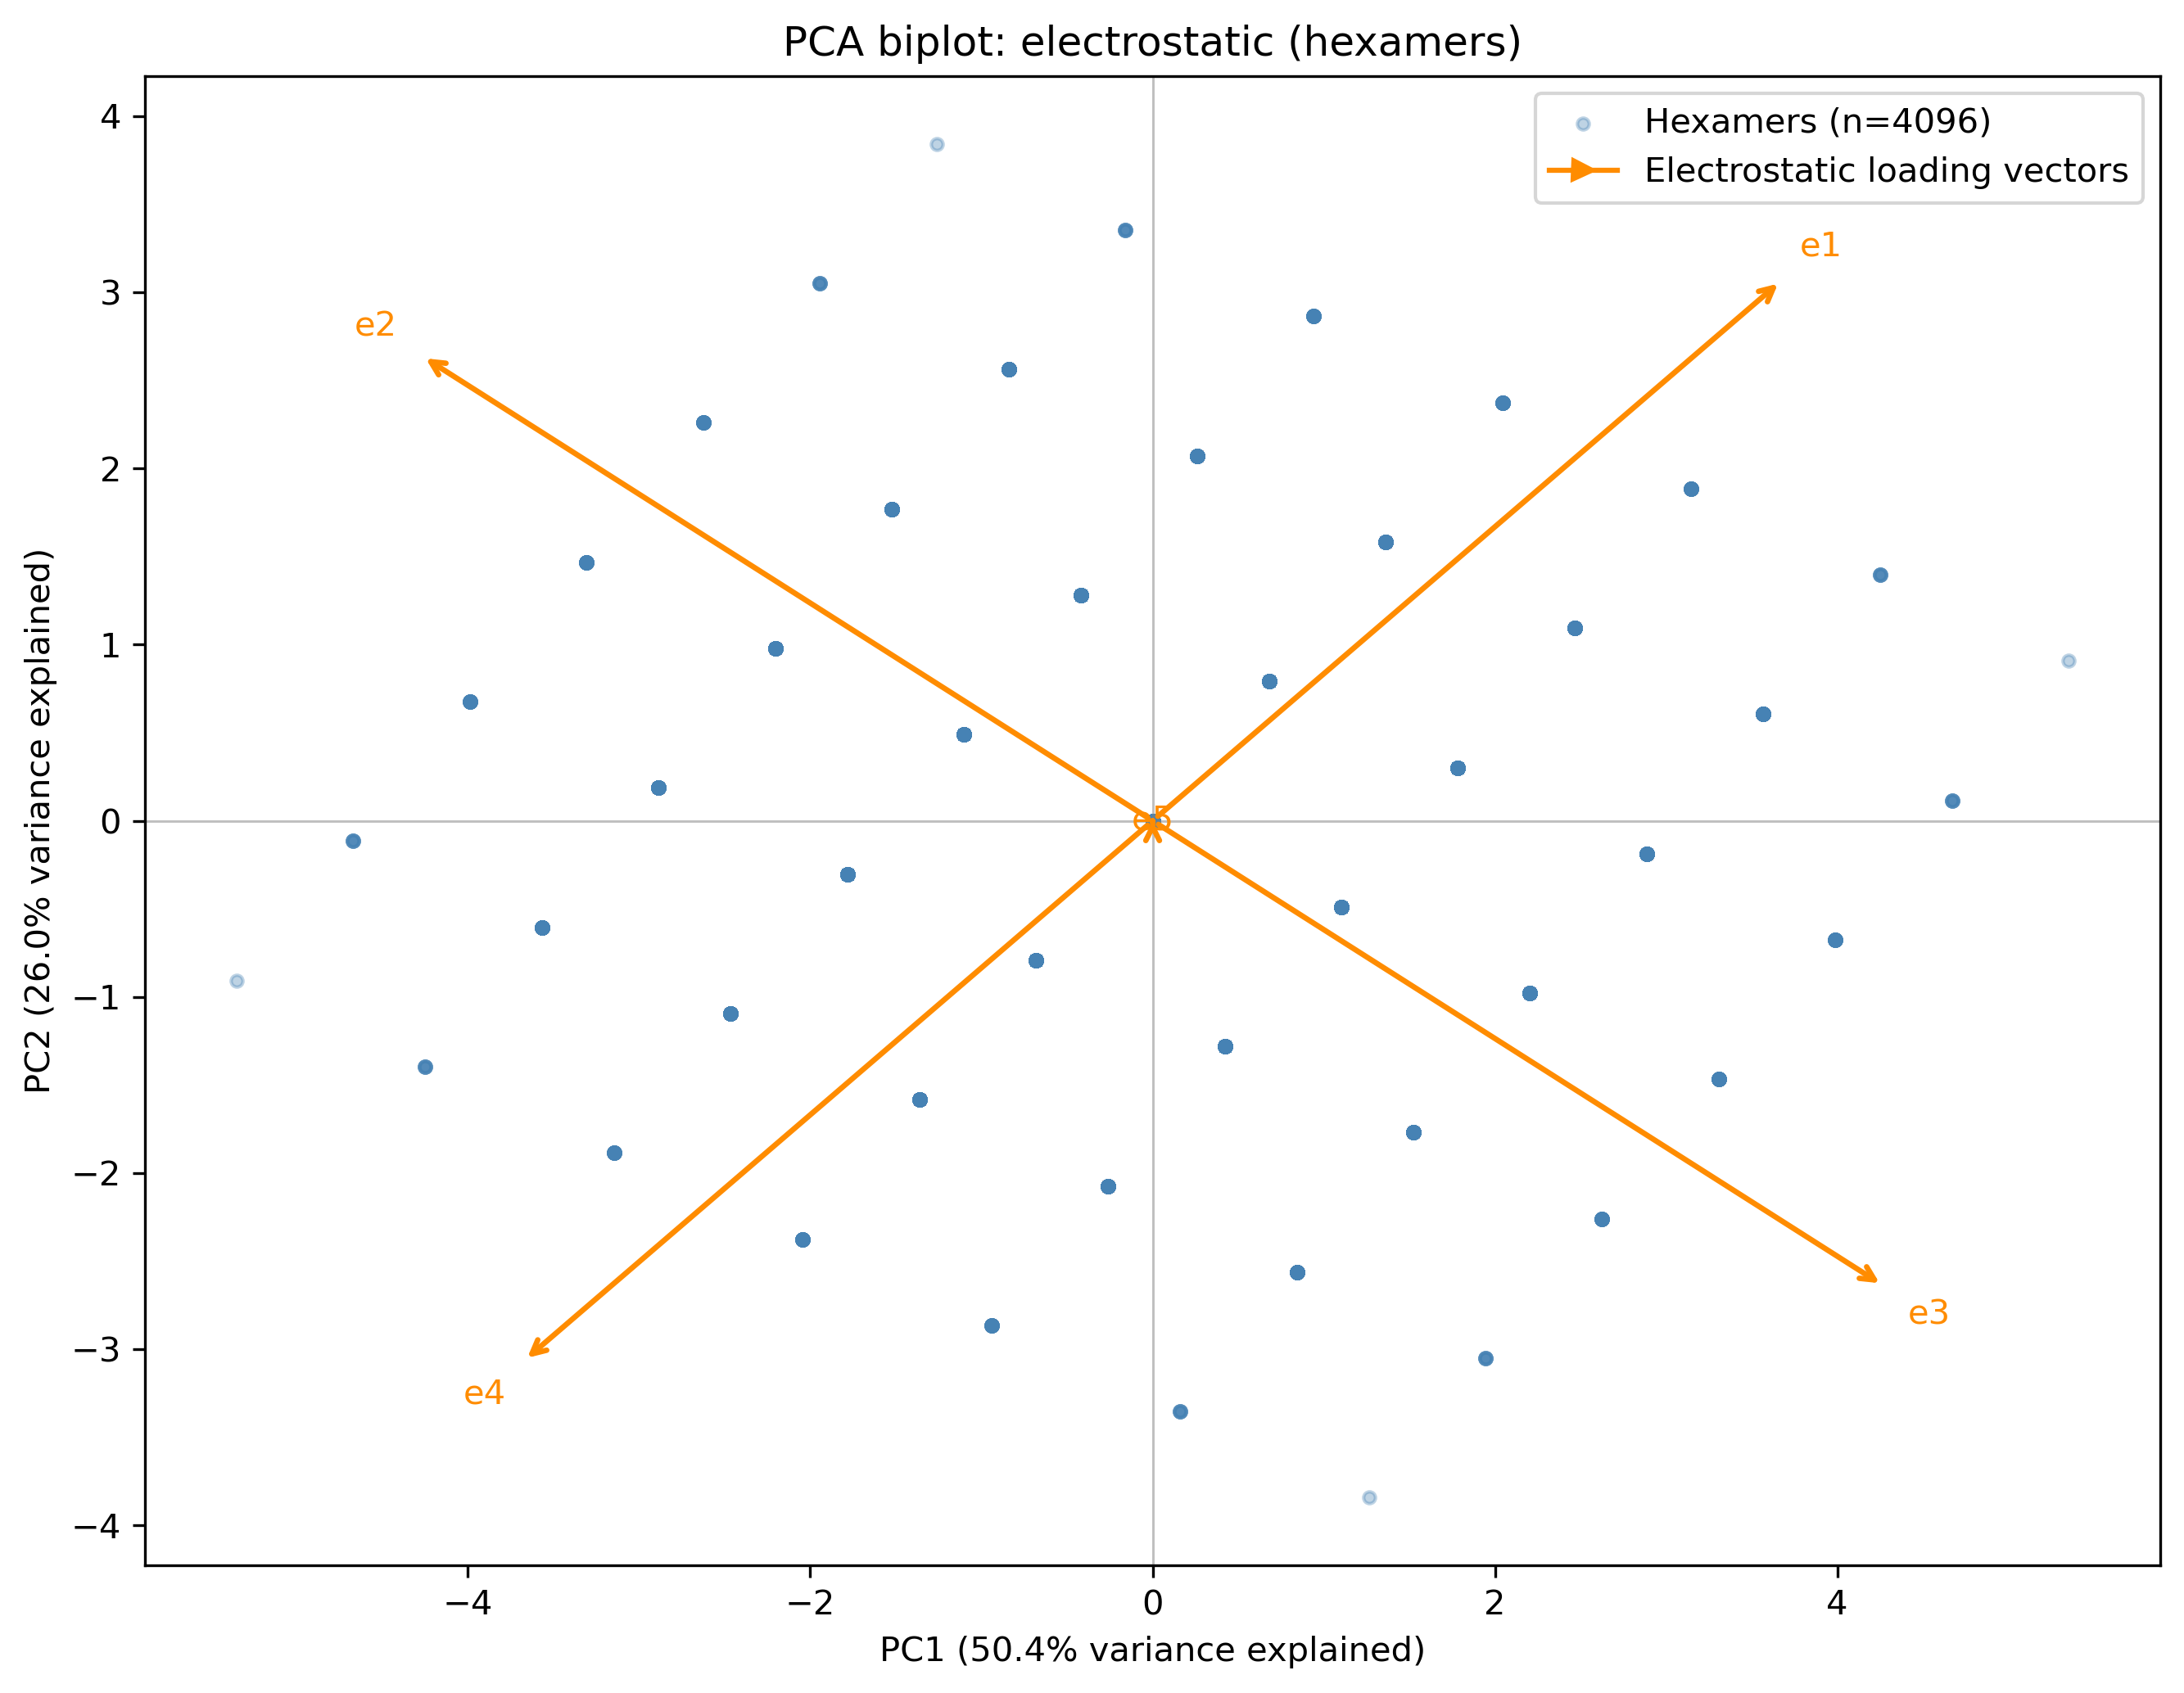 PCA biplot: electrostatic (hexamers)
Hexamers (n=4096)
Electrostatic loading vectors
e1
e2
e3
e4
PC2 (26.0% variance explained)
4
3
2
1
0
−1
−2
−3
−4
−4
−2
0
2
4
PC1 (50.4% variance explained)